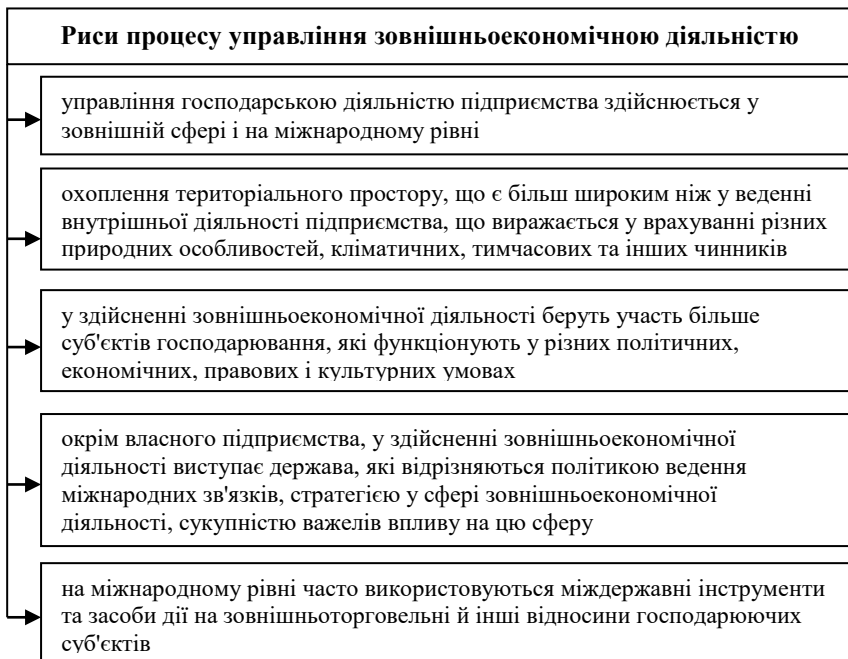 Риси процесу управління зовнішньоекономічною діяльністю
управління господарською діяльністю підприємства здійснюється у
зовнішній сфері і на міжнародному рівні
охоплення територіального простору, що є більш широким ніж у веденні
внутрішньої діяльності підприємства, що виражається у врахуванні різних
природних особливостей, кліматичних, тимчасових та інших чинників
у здійсненні зовнішньоекономічної діяльності беруть участь більше
суб'єктів господарювання, які функціонують у різних політичних,
економічних, правових і культурних умовах
окрім власного підприємства, у здійсненні зовнішньоекономічної
діяльності виступає держава, які відрізняються політикою ведення
міжнародних зв'язків, стратегією у сфері зовнішньоекономічної
діяльності, сукупністю важелів впливу на цю сферу
на міжнародному рівні часто використовуються міждержавні інструменти
та засоби дії на зовнішньоторговельні й інші відносини господарюючих
суб'єктів